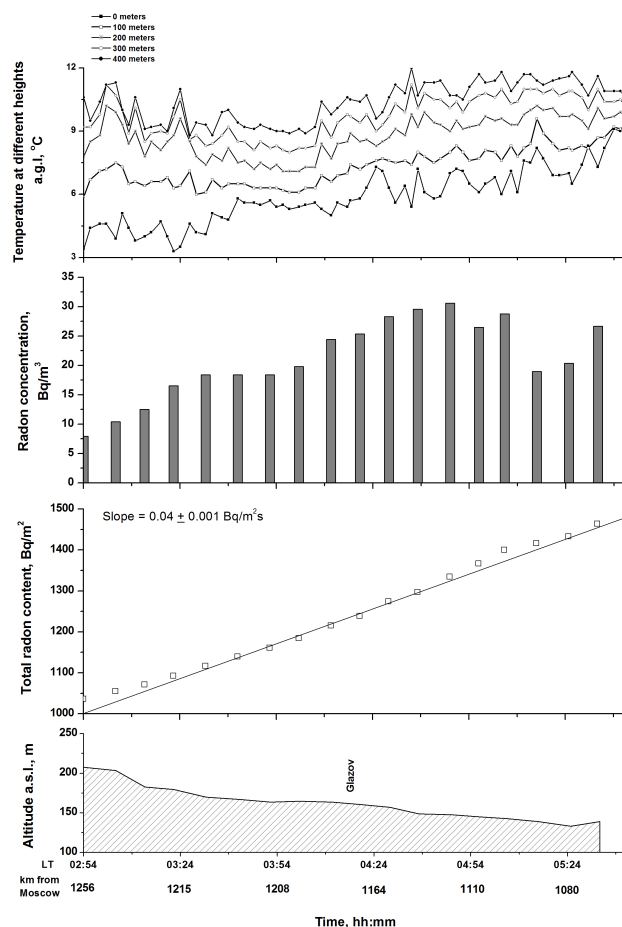 0 meters
100 meters
200 meters
300 meters
400 meters
12
9
6
3
Temperature at different heights
a.g.l, °C
35
30
25
20
15
10
5
0
Radon concentration,
Bq/m³
1500
1400
1300
1200
1100
1000
Total radon content, Bq/m²
Slope = 0.04 ± 0.001 Bq/m²s
250
200
150
100
Altitude a.s.l., m
Glazov
LT 02:54 03:24 03:54 04:24 04:54 05:24
km from
Moscow 1256 1215 1208 1164 1110 1080
Time, hh:mm